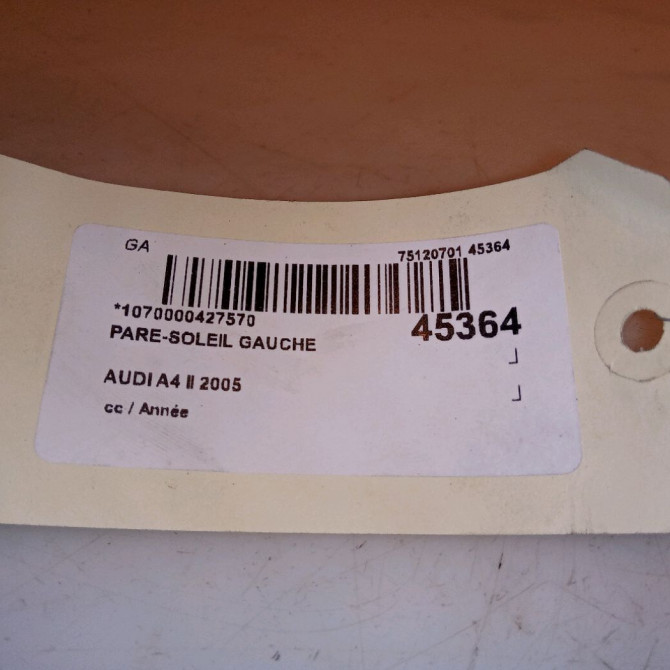 GA
75120701 45364
*1070000427570
45364
PARE-SOLEIL GAUCHE
AUDI A4 II 2005
cc / Année